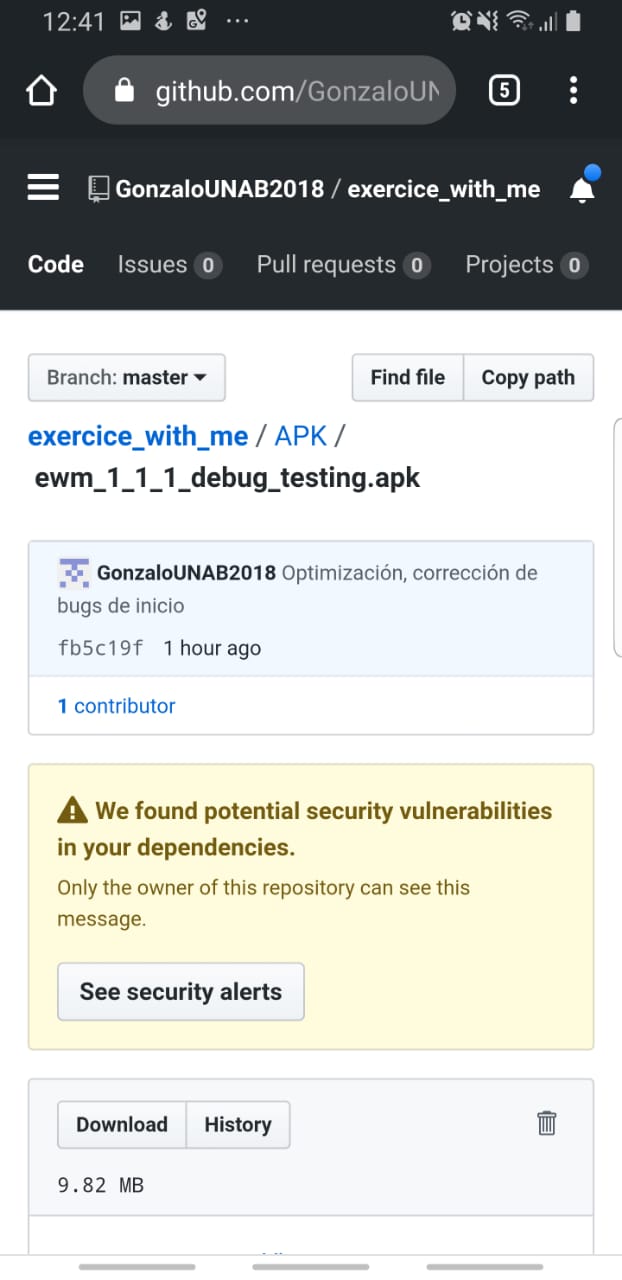 12:41
github.com/GonzaloUN
5
GonzaloUNAB2018 / exercice_with_me
Code Issues 0 Pull requests 0 Projects 0
Branch: master
Find file Copy path
exercice_with_me / APK /
ewm_1_1_1_debug_testing.apk
GonzaloUNAB2018 Optimización, corrección de
bugs de inicio
fb5c19f 1 hour ago
1 contributor
We found potential security vulnerabilities
in your dependencies.
Only the owner of this repository can see this
message.
See security alerts
Download History
9.82 MB